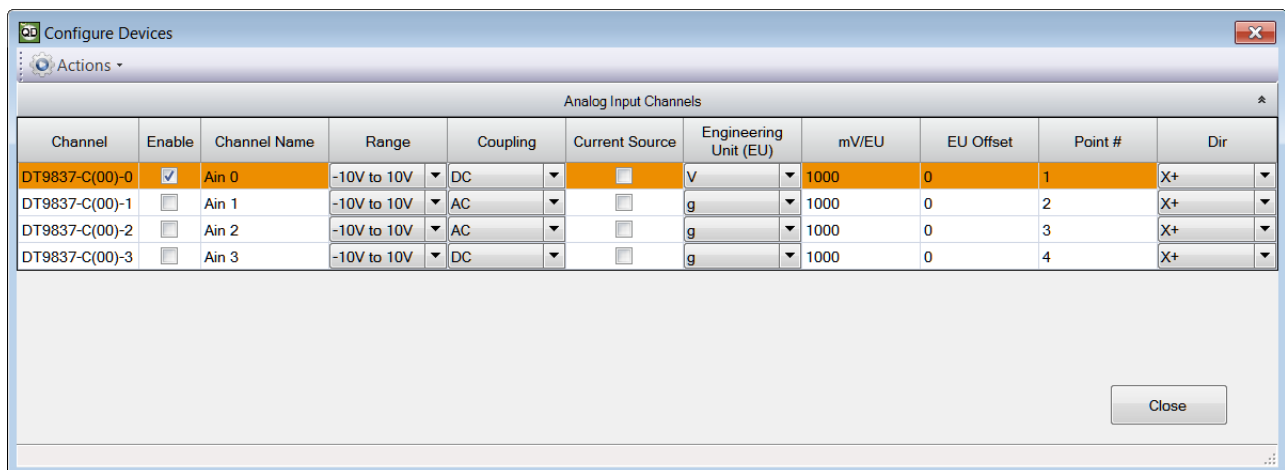 QD Configure Devices
Actions
Analog Input Channels
Channel Enable Channel Name Range Coupling Current Source Engineering Unit (EU) mV/EU EU Offset Point # Dir
DT9837-C(00)-0 Ain 0 -10V to 10V DC V 1000 0 1 X+
DT9837-C(00)-1 Ain 1 -10V to 10V AC g 1000 0 2 X+
DT9837-C(00)-2 Ain 2 -10V to 10V AC g 1000 0 3 X+
DT9837-C(00)-3 Ain 3 -10V to 10V DC g 1000 0 4 X+
Close